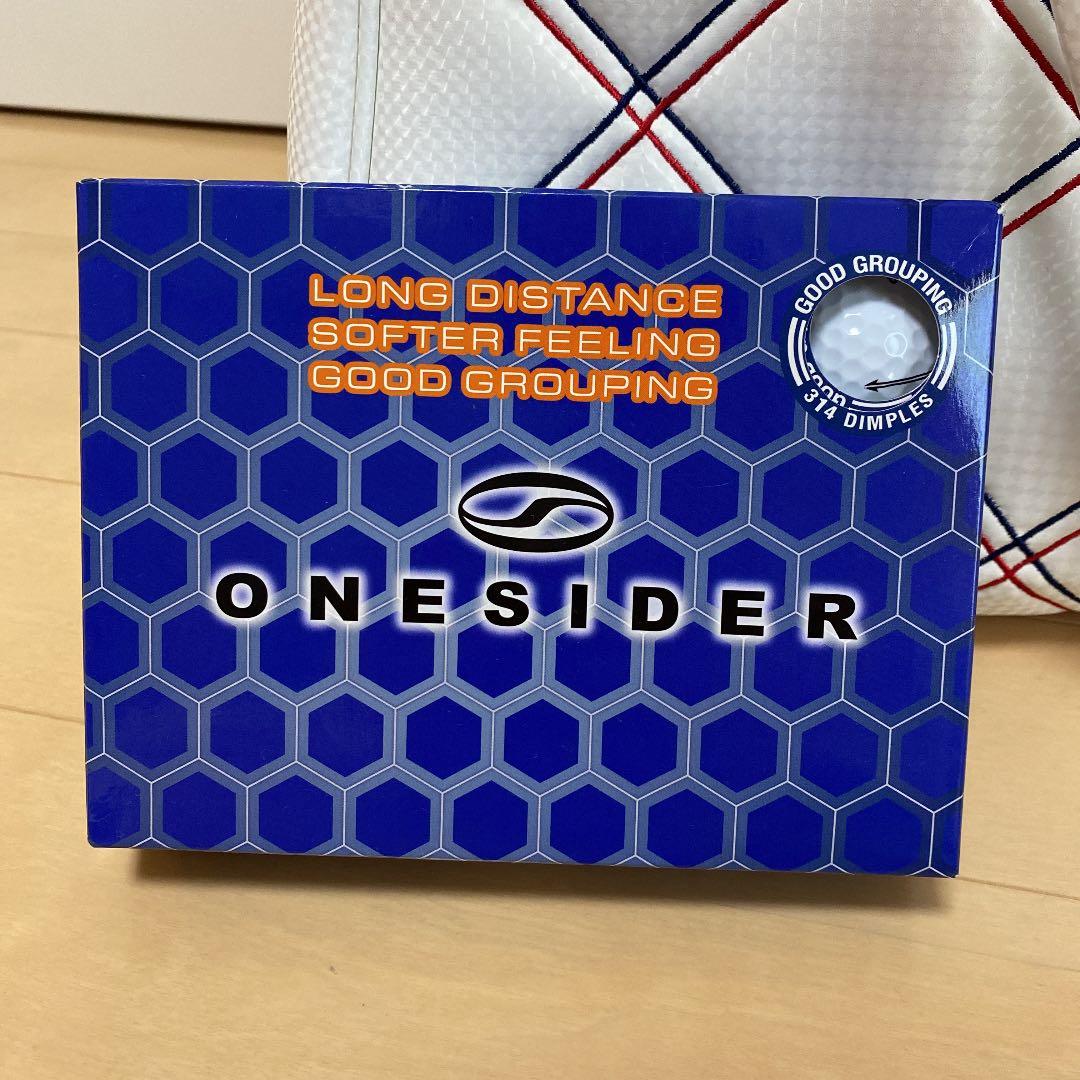 LONG DISTANCE
SOFTER FEELING
GOOD GROUPING
GOOD GROUPING
314 DIMPLES
ONESIDER